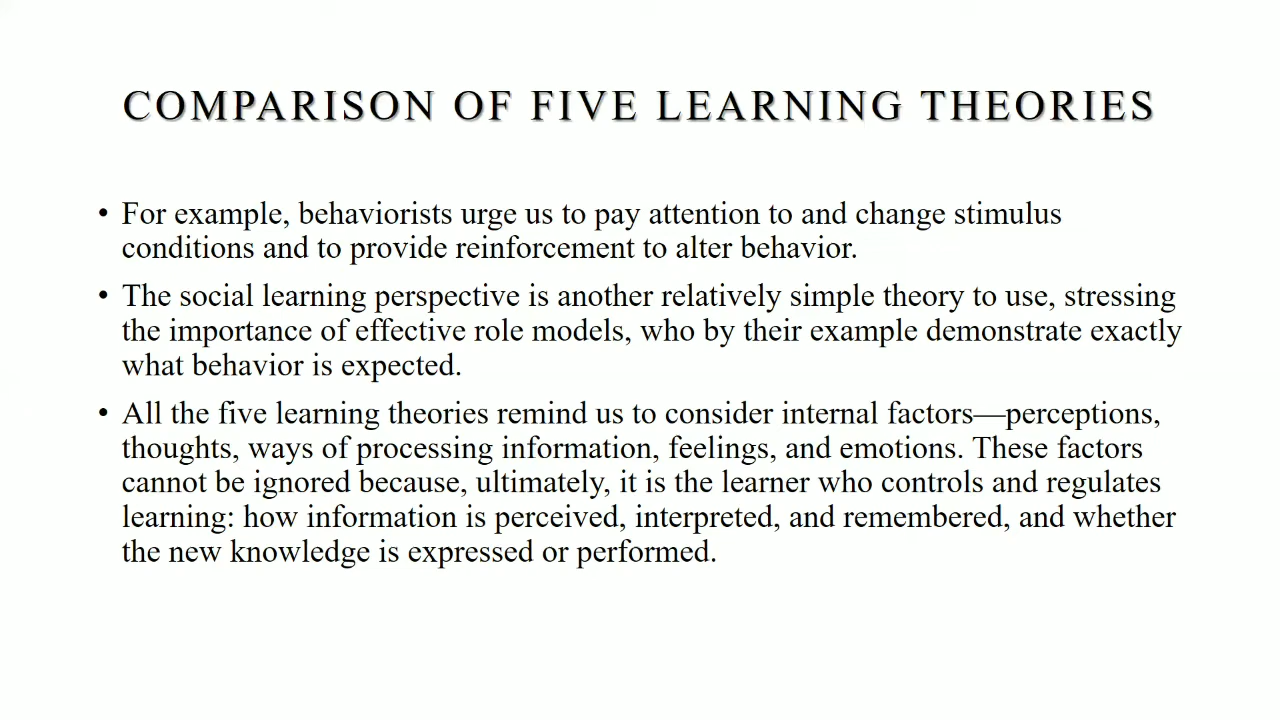 COMPARISON OF FIVE LEARNING THEORIES
• For example, behaviorists urge us to pay attention to and change stimulus
conditions and to provide reinforcement to alter behavior.
• The social learning perspective is another relatively simple theory to use, stressing
the importance of effective role models, who by their example demonstrate exactly
what behavior is expected.
• All the five learning theories remind us to consider internal factors—perceptions,
thoughts, ways of processing information, feelings, and emotions. These factors
cannot be ignored because, ultimately, it is the learner who controls and regulates
learning: how information is perceived, interpreted, and remembered, and whether
the new knowledge is expressed or performed.